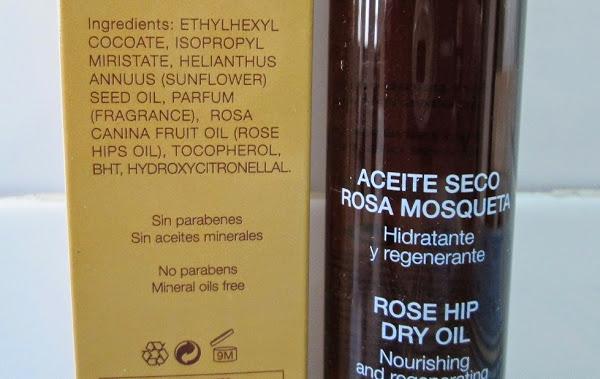 Ingredients: ETHYLHEXYL
COCOATE, ISOPROPYL
MIRISTATE, HELIANTHUS
ANNUUS (SUNFLOWER)
SEED OIL, PARFUM
(FRAGRANCE), ROSA
CANINA FRUIT OIL (ROSE
HIPS OIL), TOCOPHEROL,
BHT, HYDROXYCITRONELLAL.
Sin parabenes
Sin aceites minerales
No parabens
Mineral oils free
9M
ACEITE SECO
ROSA MOSQUETA
Hidratante
y regenerante
ROSE HIP
DRY OIL
Nourishing
and regenerating